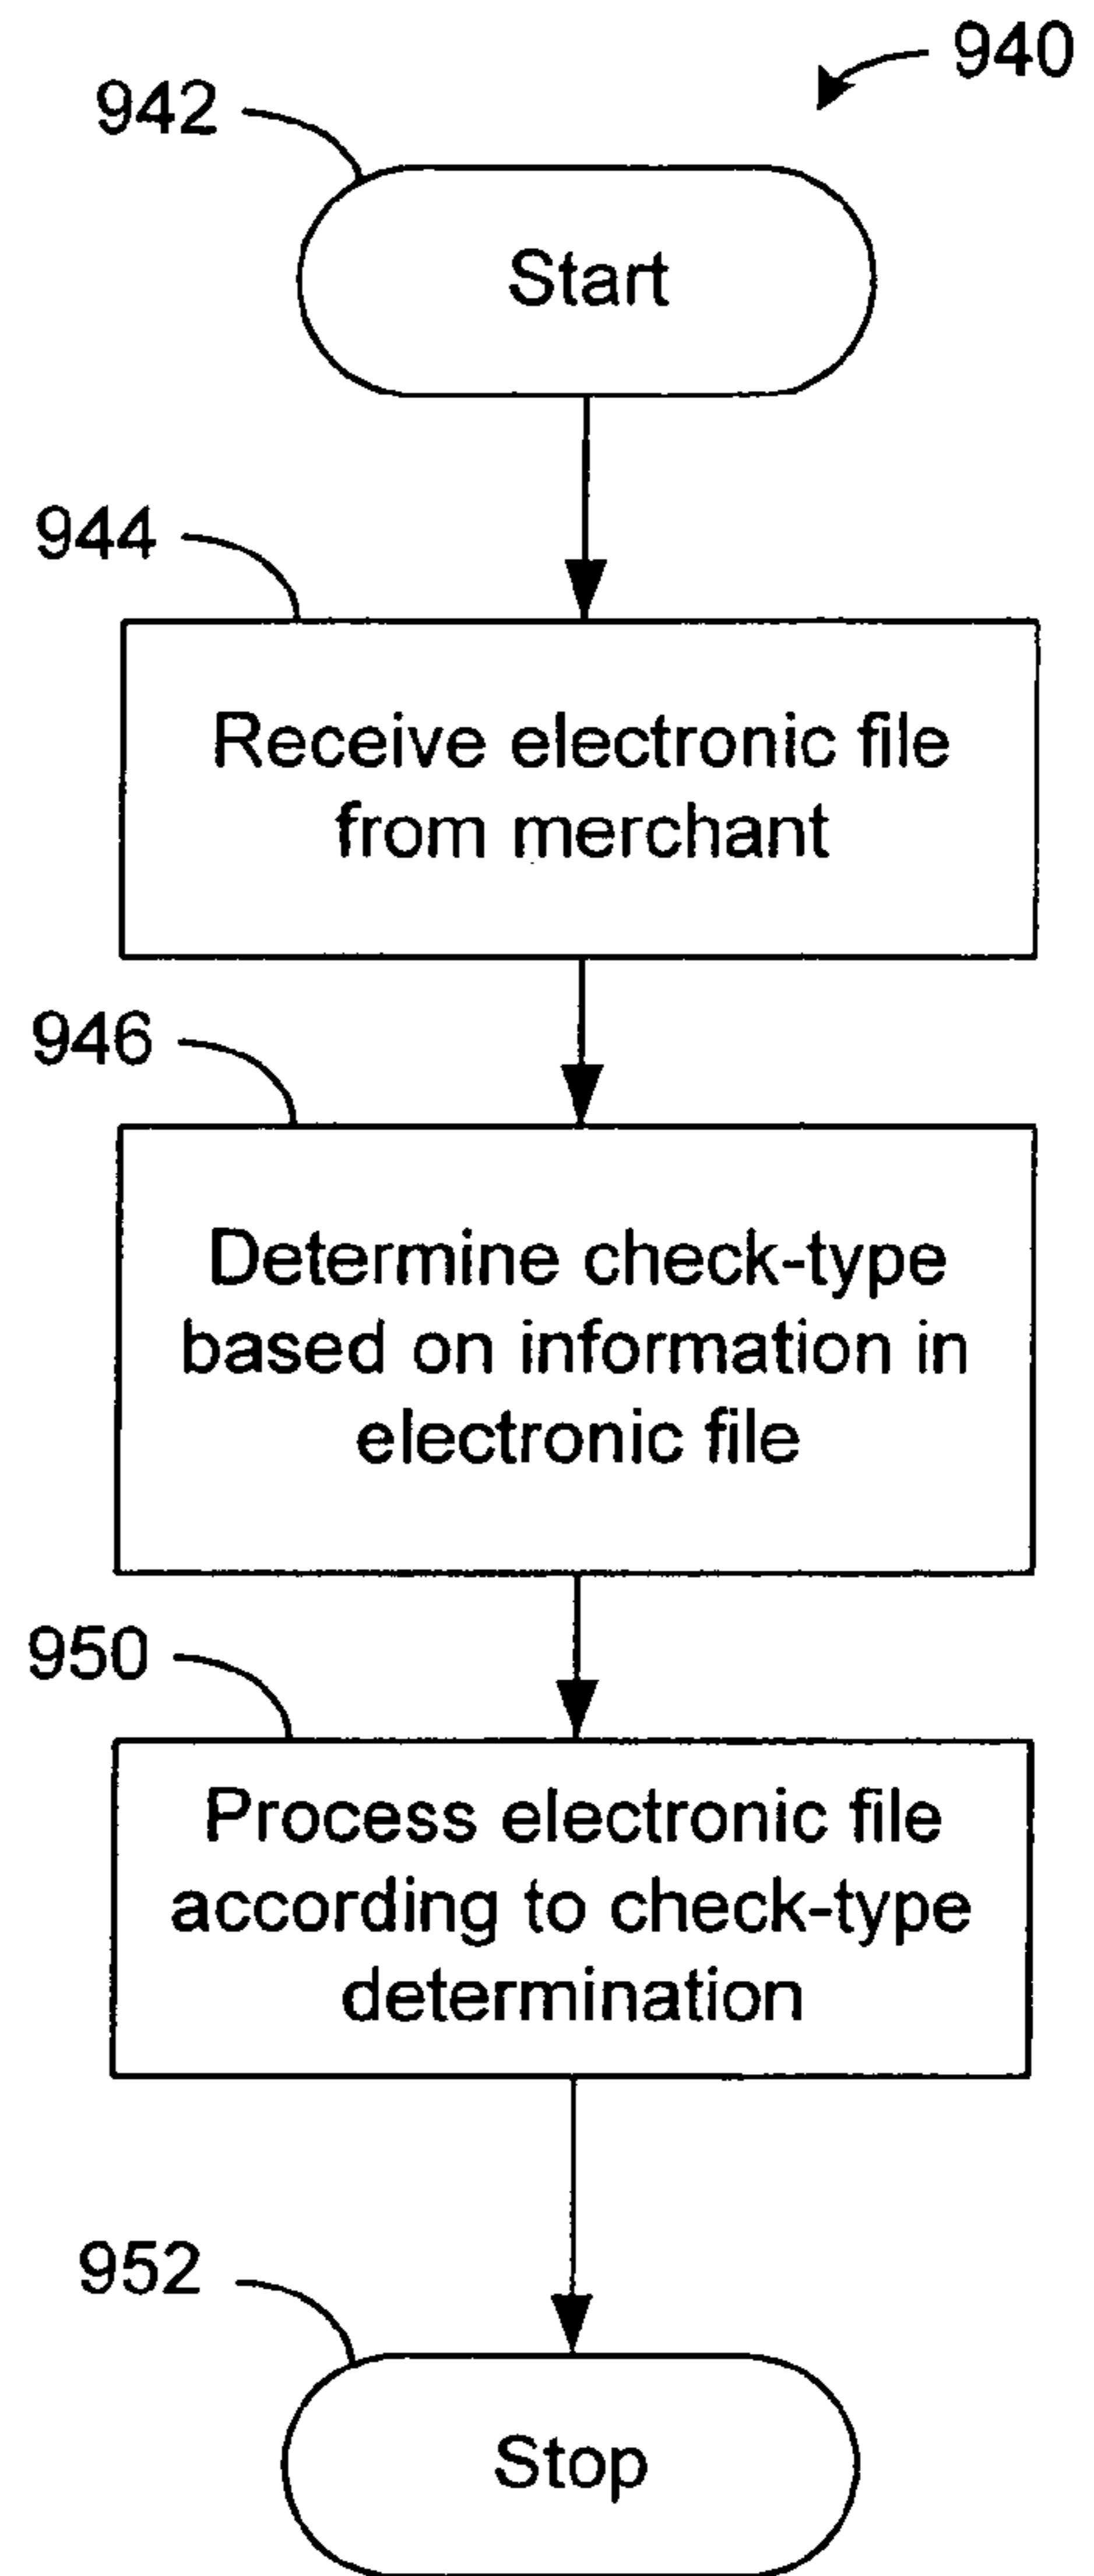 940
942
Start
944
Receive electronic file
from merchant
946
Determine check-type
based on information in
electronic file
950
Process electronic file
according to check-type
determination
952
Stop